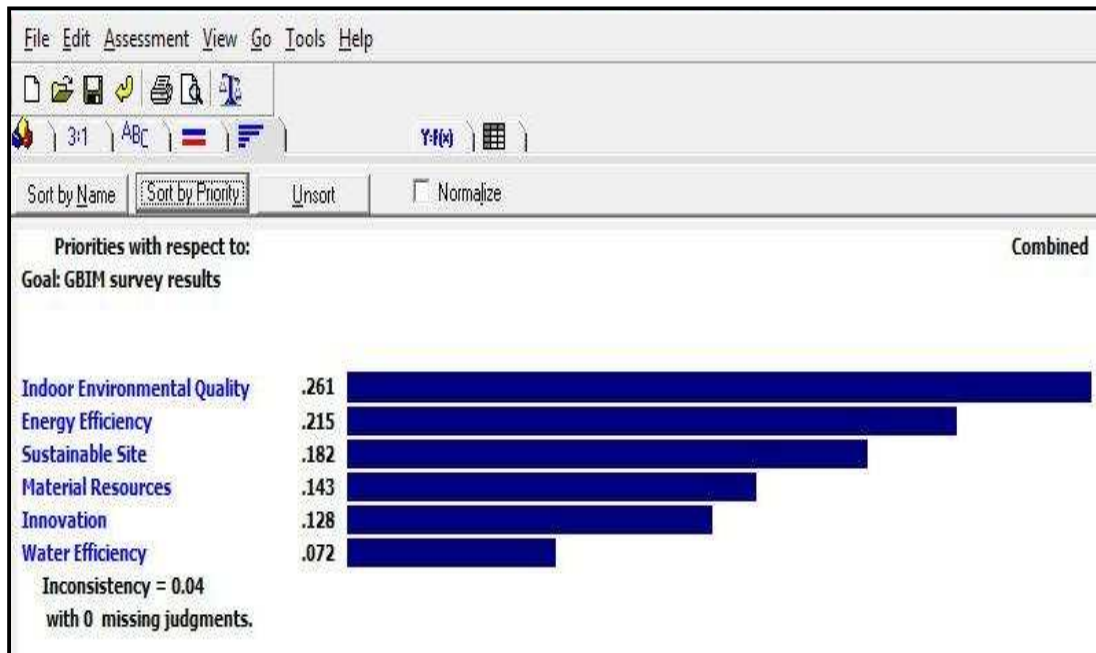 File Edit Assessment View Go Tools Help
3:1 ABC Y=f(x)
Sort by Name Sort by Priority Unsort Normalize
Priorities with respect to: Combined
Goal: GBIM survey results
Indoor Environmental Quality .261
Energy Efficiency .215
Sustainable Site .182
Material Resources .143
Innovation .128
Water Efficiency .072
Inconsistency = 0.04
with 0 missing judgments.